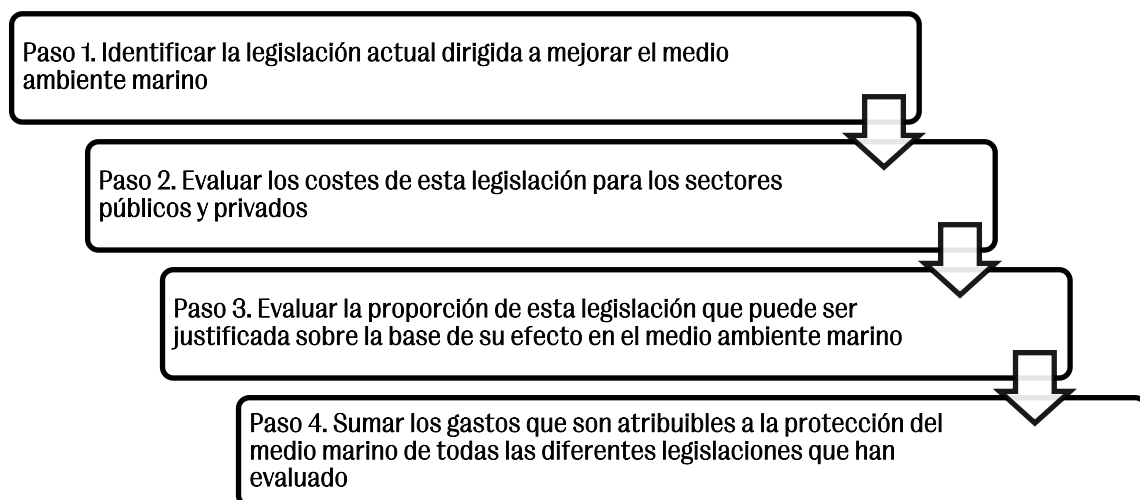 Paso 1. Identificar la legislación actual dirigida a mejorar el medio
ambiente marino
Paso 2. Evaluar los costes de esta legislación para los sectores
públicos y privados
Paso 3. Evaluar la proporción de esta legislación que puede ser
justificada sobre la base de su efecto en el medio ambiente marino
Paso 4. Sumar los gastos que son atribuibles a la protección del
medio marino de todas las diferentes legislaciones que han
evaluado